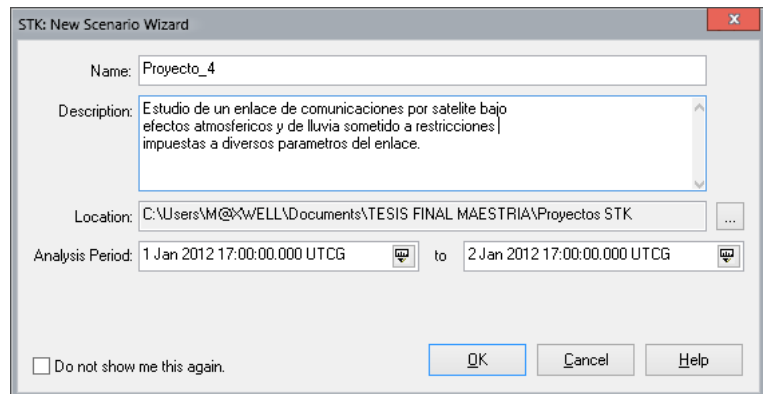 STK: New Scenario Wizard
x
Name: Proyecto_4
Description: Estudio de un enlace de comunicaciones por satelite bajo
efectos atmosfericos y de lluvia sometido a restricciones
impuestas a diversos parametros del enlace.
Location: C:\Users\M@XWELL\Documents\TESIS FINAL MAESTRIA\Proyectos STK ...
Analysis Period: 1 Jan 2012 17:00:00.000 UTCG to 2 Jan 2012 17:00:00.000 UTCG
Do not show me this again. OK Cancel Help